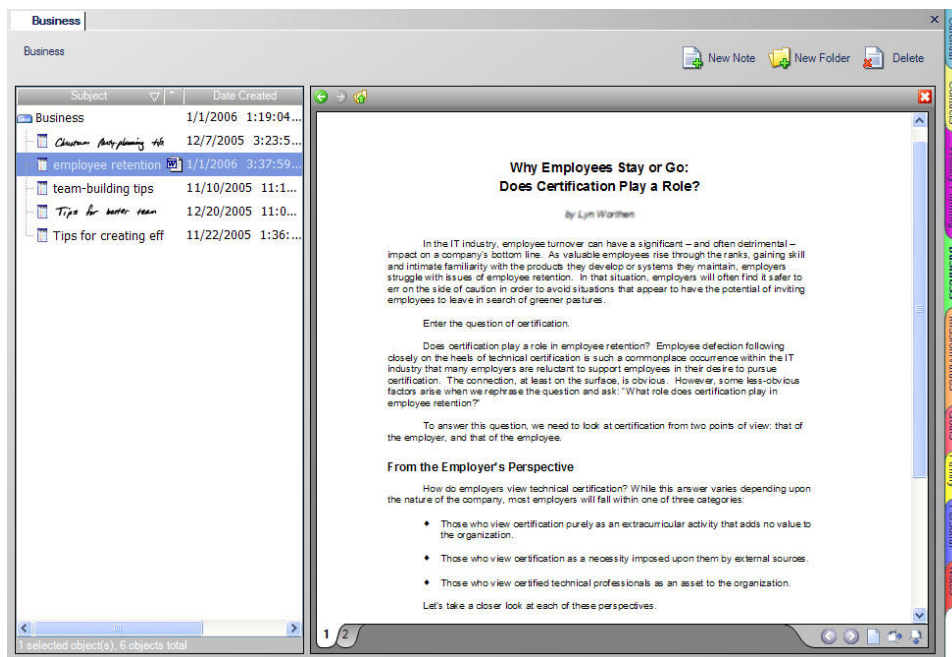 Business
Business
New Note New Folder Delete
Subject Date Created
Business 1/1/2006 1:19:04...
Christmas Party-planning 12/7/2005 3:23:5...
employee retention 1/1/2006 3:37:59...
team-building tips 11/10/2005 11:1...
Tips for better team 12/20/2005 11:0...
Tips for creating eff 11/22/2005 1:36:...
1 selected object(s), 6 objects total
Why Employees Stay or Go:
Does Certification Play a Role?
by Lyn Worthen
In the IT industry, employee turnover can have a significant – and often detrimental –
impact on a company's bottom line. As valuable employees rise through the ranks, gaining skill
and intimate familiarity with the products they develop or systems they maintain, employers
struggle with issues of employee retention. In that situation, employers will often find it safer to
err on the side of caution in order to avoid situations that appear to have the potential of inviting
employees to leave in search of greener pastures.
Enter the question of certification.
Does certification play a role in employee retention? Employee defection following
closely on the heels of technical certification is such a commonplace occurrence within the IT
industry that many employers are reluctant to support employees in their desire to pursue
certification. The connection, at least on the surface, is obvious. However, some less-obvious
factors arise when we rephrase the question and ask: "What role does certification play in
employee retention?"
To answer this question, we need to look at certification from two points of view: that of
the employer, and that of the employee.
From the Employer's Perspective
How do employers view technical certification? While this answer varies depending upon
the nature of the company, most employers will fall within one of three categories:
♦ Those who view certification purely as an extracurricular activity that adds no value to
the organization.
♦ Those who view certification as a necessity imposed upon them by external sources.
♦ Those who view certified technical professionals as an asset to the organization.
Let's take a closer look at each of these perspectives.
1 2